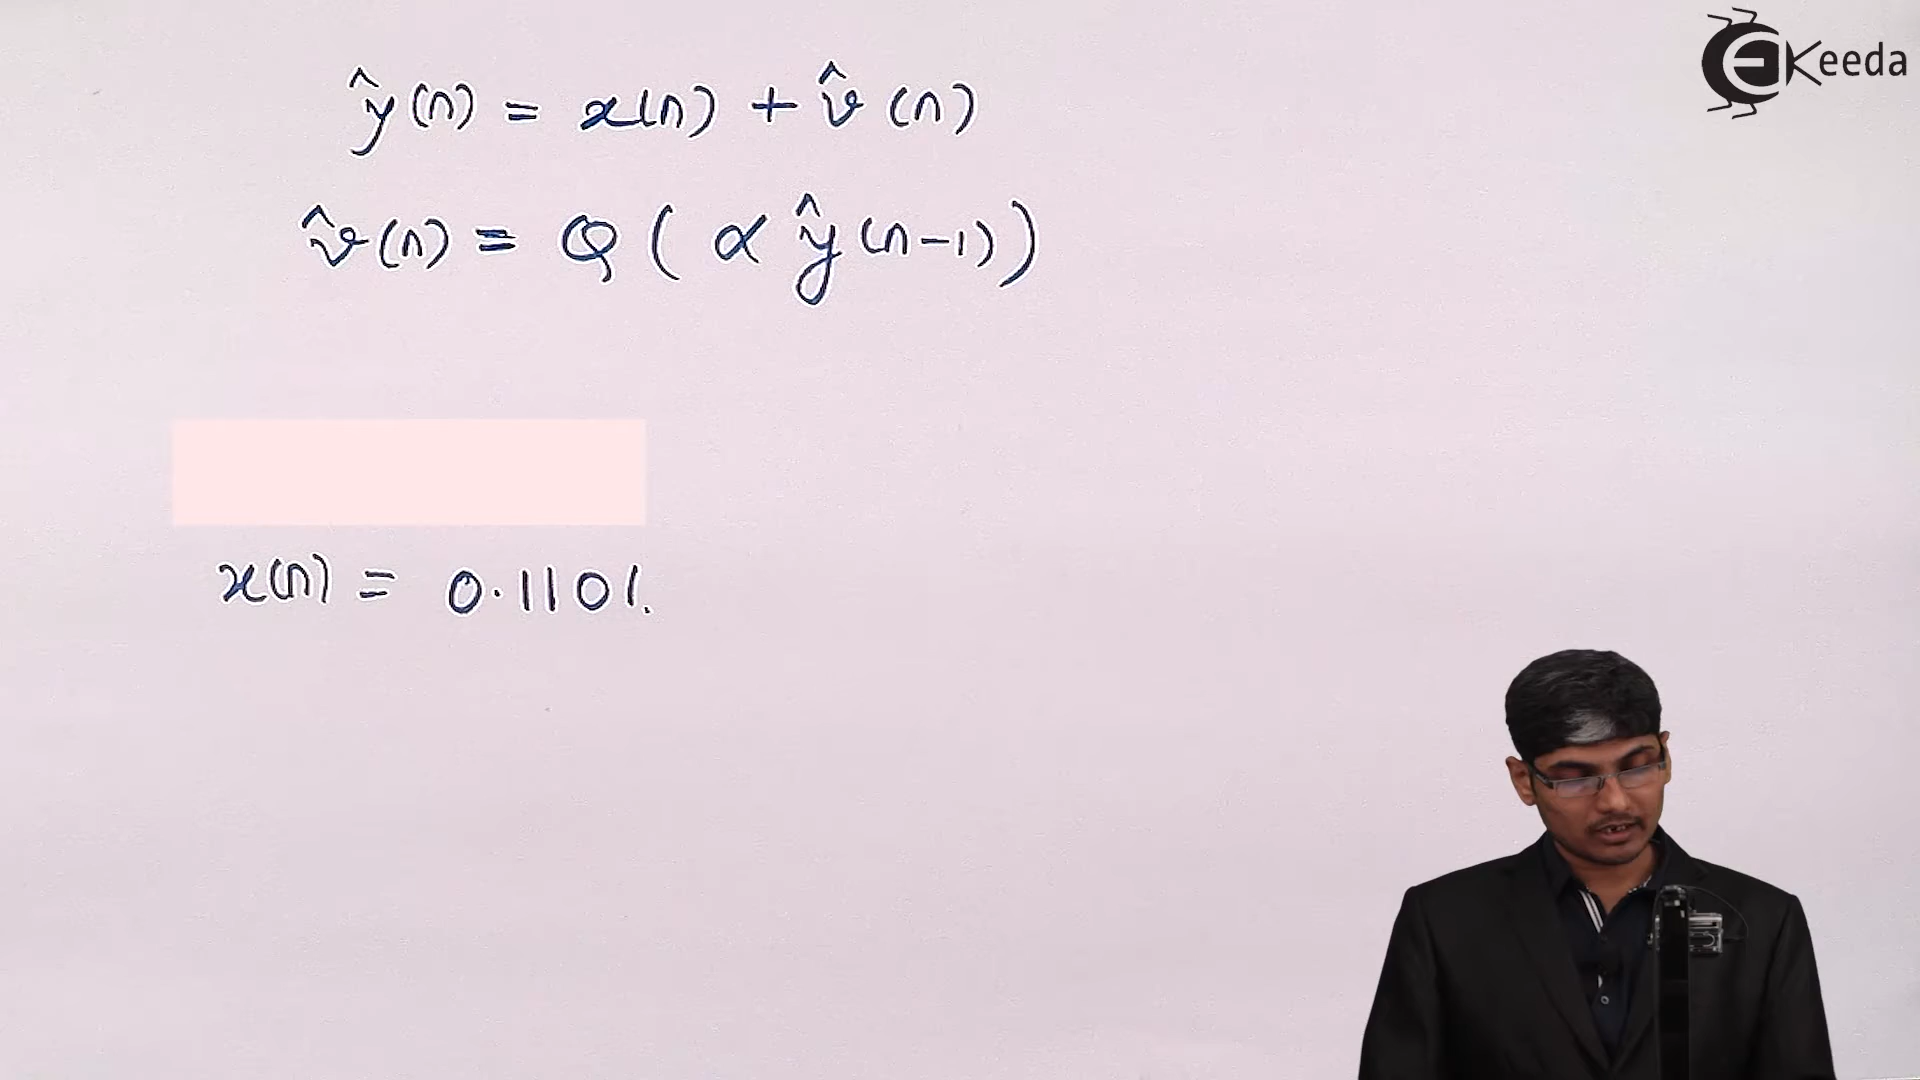 Keeda
ŷ(n) = x(n) + v̂(n)
v̂(n) = Q(α ŷ(n-1))
x(n) = 0.1101.